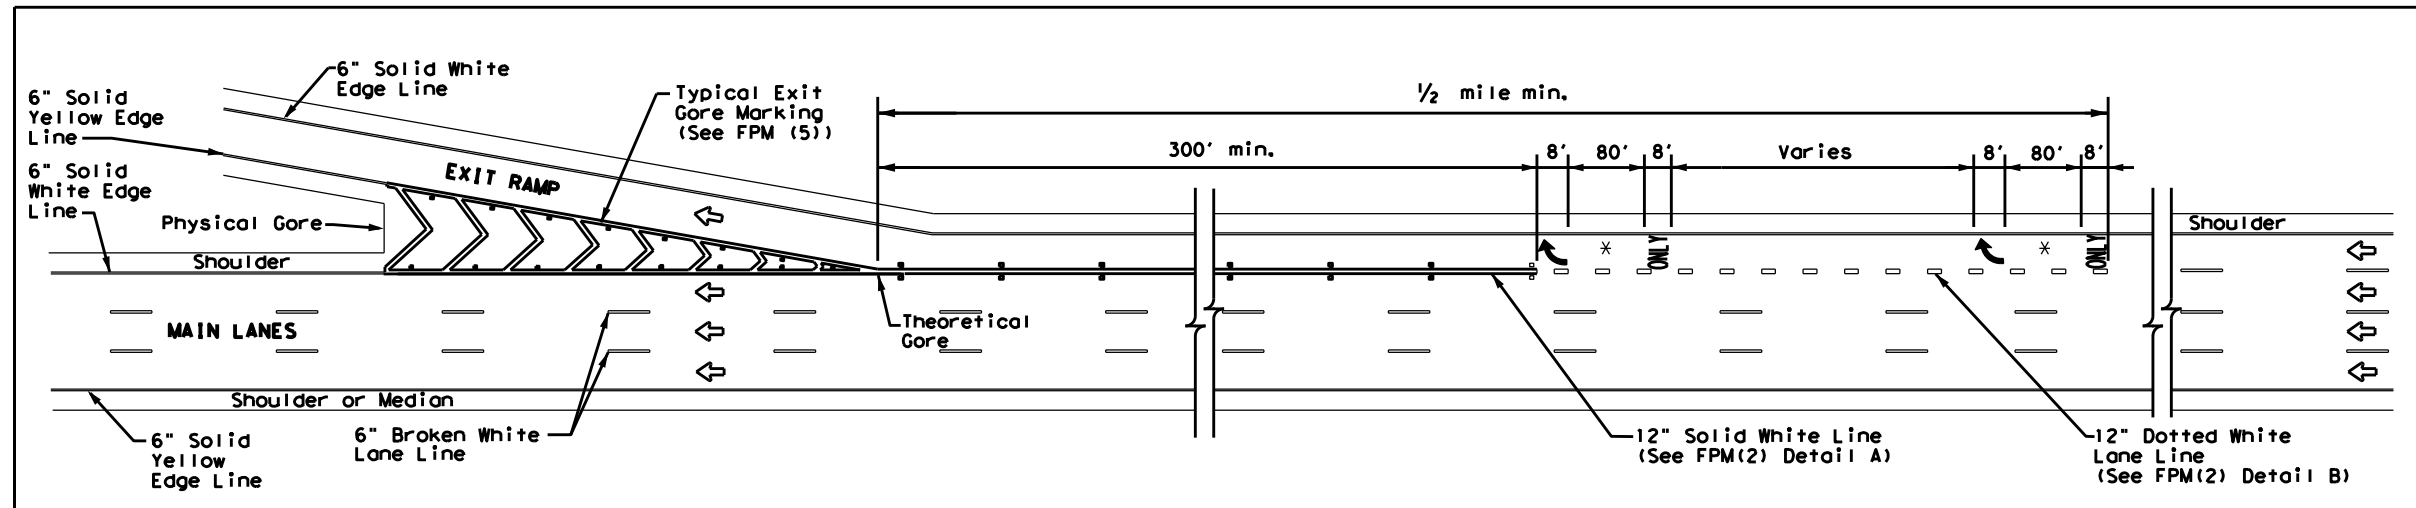 6" Solid White
Edge Line
6" Solid
Yellow Edge
Line
6" Solid
White Edge
Line
Physical Gore
Typical Exit
Gore Marking
(See FPM (5))
EXIT RAMP
½ mile min.
300' min.
8'
80'
8'
Varies
8'
80'
8'
Shoulder
*
ONLY
*
ONLY
Shoulder
MAIN LANES
Theoretical
Gore
Shoulder or Median
6" Solid
Yellow
Edge Line
6" Broken White
Lane Line
12" Solid White Line
(See FPM(2) Detail A)
12" Dotted White
Lane Line
(See FPM(2) Detail B)